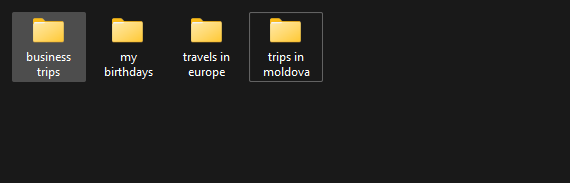 business
trips
my
birthdays
travels in
europe
trips in
moldova